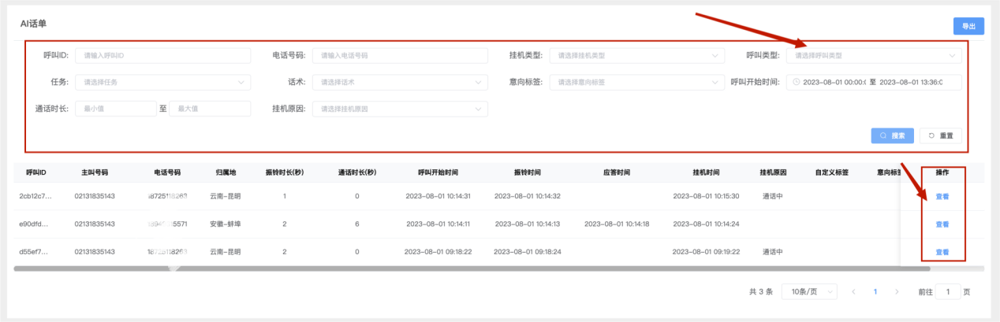 AI话单
导出
呼叫ID: 请输入呼叫ID 电话号码: 请输入电话号码 挂机类型: 请选择挂机类型 呼叫类型: 请选择呼叫类型
任务: 请选择任务 话术: 请选择话术 意向标签: 请选择意向标签 呼叫开始时间: 2023-08-01 00:00:0 至 2023-08-01 13:36:0
通话时长: 最小值 至 最大值 挂机原因: 请选择挂机原因
搜索 重置
呼叫ID 主叫号码 电话号码 归属地 振铃时长(秒) 通话时长(秒) 呼叫开始时间 振铃时间 应答时间 挂机时间 挂机原因 自定义标签 意向标签 操作
2cb12c7... 02131835143 云南-昆明 1 0 2023-08-01 10:14:31 2023-08-01 10:14:32 2023-08-01 10:15:30 通话中 查看
e90dfd... 02131835143 安徽-蚌埠 2 6 2023-08-01 10:14:11 2023-08-01 10:14:13 2023-08-01 10:14:18 2023-08-01 10:14:24 查看
d55ef7... 02131835143 云南-昆明 2 0 2023-08-01 09:18:22 2023-08-01 09:18:24 2023-08-01 09:19:22 通话中 查看
共 3 条 10条/页 1 前往 1 页